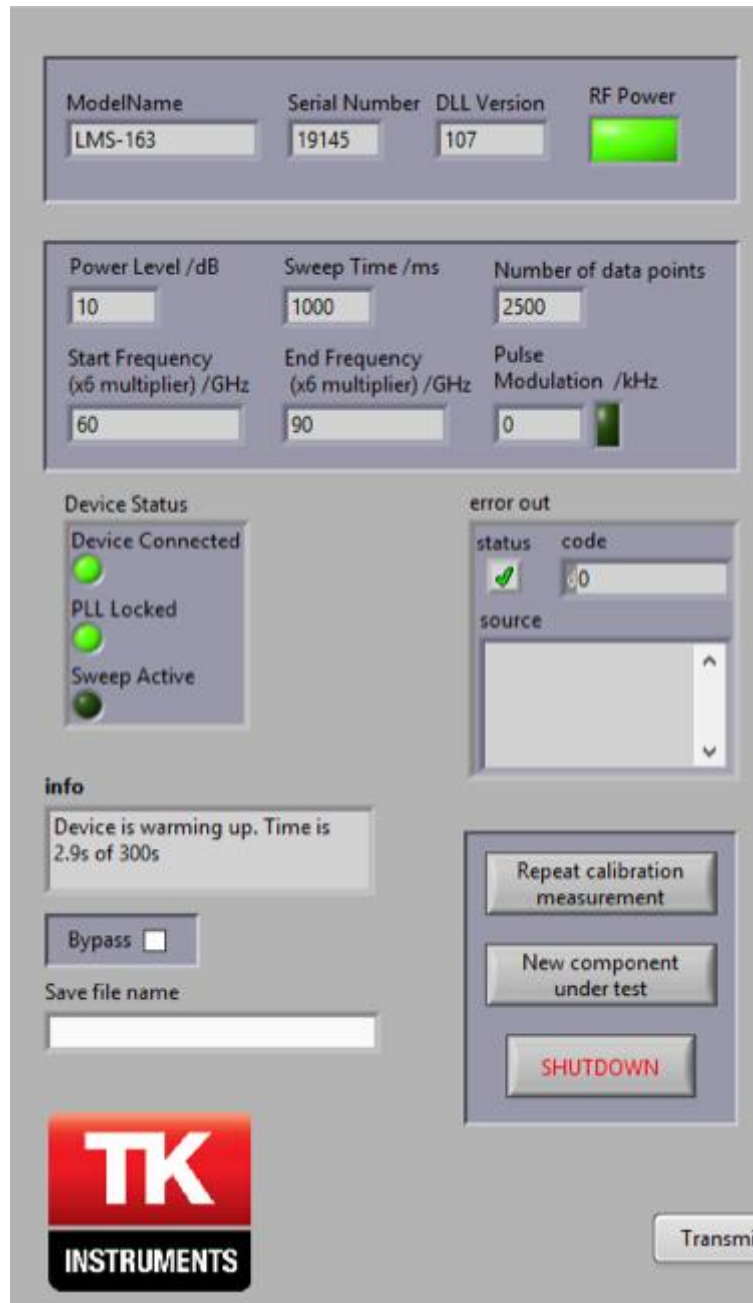 ModelName
Serial Number
DLL Version
RF Power
LMS-163
19145
107
Power Level /dB
Sweep Time /ms
Number of data points
10
1000
2500
Start Frequency
(x6 multiplier) /GHz
End Frequency
(x6 multiplier) /GHz
Pulse
Modulation /kHz
60
90
0
Device Status
Device Connected
PLL Locked
Sweep Active
error out
status
code
0
source
info
Device is warming up. Time is
2.9s of 300s
Bypass
Save file name
Repeat calibration
measurement
New component
under test
SHUTDOWN
TK
INSTRUMENTS
Transmi